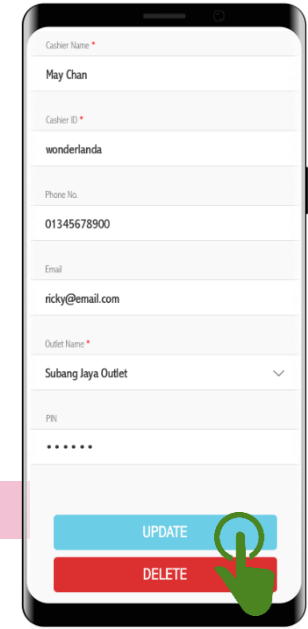 Cashier Name *
May Chan
Cashier ID *
wonderlanda
Phone No.
01345678900
Email
ricky@email.com
Outlet Name *
Subang Jaya Outlet
PIN
••••••
UPDATE
DELETE